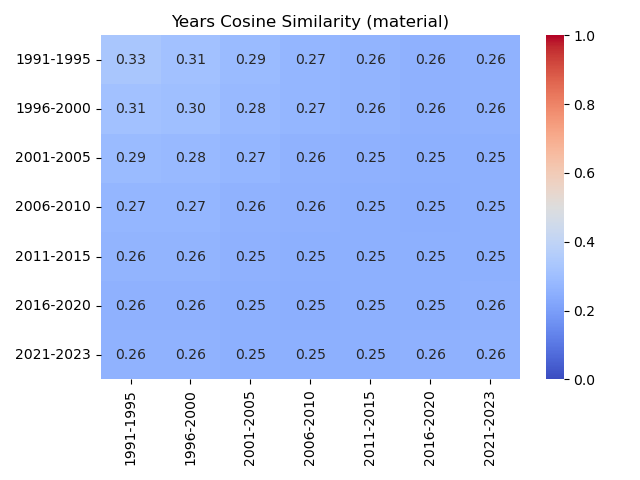 Years Cosine Similarity (material)
1991-1995 0.33 0.31 0.29 0.27 0.26 0.26 0.26
1996-2000 0.31 0.30 0.28 0.27 0.26 0.26 0.26
2001-2005 0.29 0.28 0.27 0.26 0.25 0.25 0.25
2006-2010 0.27 0.27 0.26 0.26 0.25 0.25 0.25
2011-2015 0.26 0.26 0.25 0.25 0.25 0.25 0.25
2016-2020 0.26 0.26 0.25 0.25 0.25 0.25 0.26
2021-2023 0.26 0.26 0.25 0.25 0.25 0.26 0.26
1991-1995 1996-2000 2001-2005 2006-2010 2011-2015 2016-2020 2021-2023
1.0
0.8
0.6
0.4
0.2
0.0